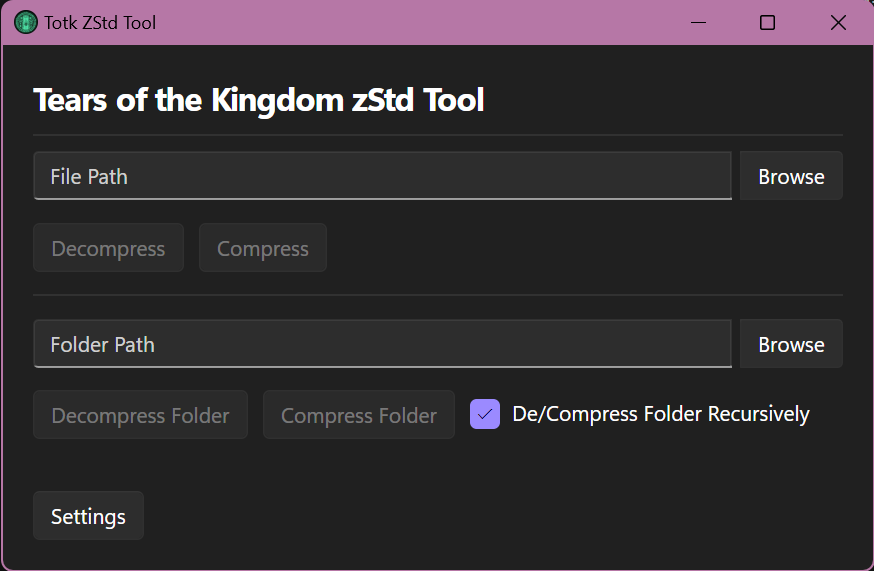 Totk ZStd Tool
Tears of the Kingdom zStd Tool
File Path
Browse
Decompress
Compress
Folder Path
Browse
Decompress Folder
Compress Folder
De/Compress Folder Recursively
Settings